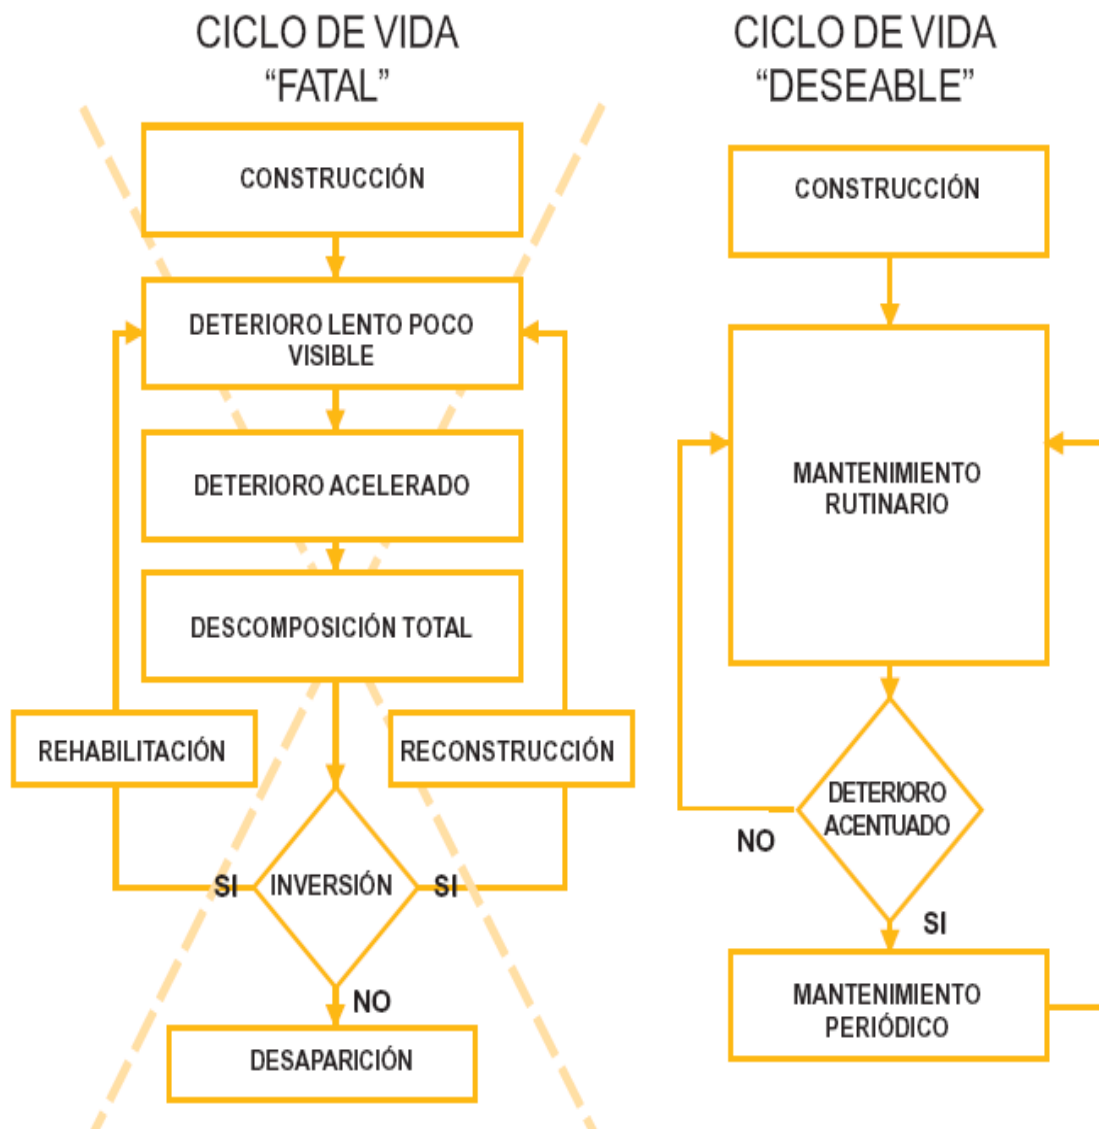 CICLO DE VIDA
“FATAL”
CONSTRUCCIÓN
DETERIORO LENTO POCO
VISIBLE
DETERIORO ACELERADO
DESCOMPOSICIÓN TOTAL
REHABILITACIÓN
RECONSTRUCCIÓN
SI
INVERSIÓN
SI
NO
DESAPARICIÓN
CICLO DE VIDA
“DESEABLE”
CONSTRUCCIÓN
MANTENIMIENTO
RUTINARIO
DETERIORO
ACENTUADO
NO
SI
MANTENIMIENTO
PERIÓDICO